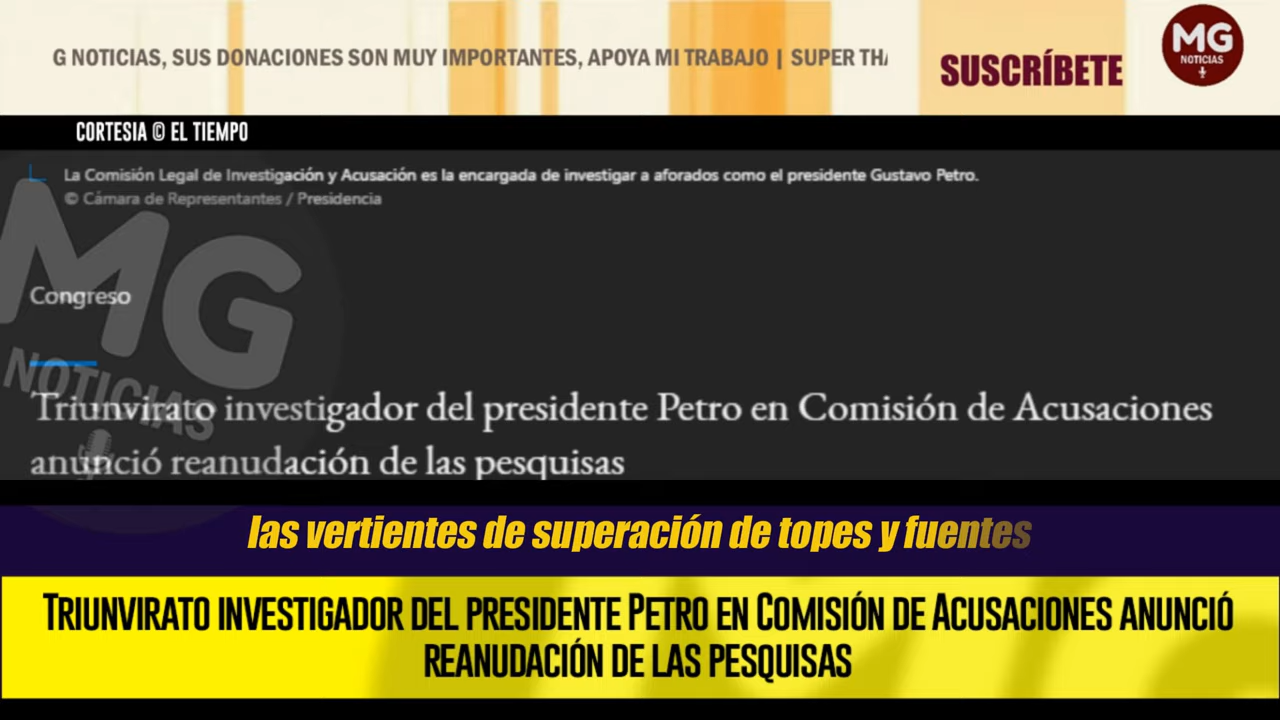 G NOTICIAS, SUS DONACIONES SON MUY IMPORTANTES, APOYA MI TRABAJO | SUPER THA
SUSCRÍBETE
MG
NOTICIAS
CORTESIA © EL TIEMPO
La Comisión Legal de Investigación y Acusación es la encargada de investigar a aforados como el presidente Gustavo Petro.
© Cámara de Representantes / Presidencia
MG
NOTICIAS
Congreso
Triunvirato investigador del presidente Petro en Comisión de Acusaciones
anunció reanudación de las pesquisas
las vertientes de superación de topes y fuentes
TRIUNVIRATO INVESTIGADOR DEL PRESIDENTE PETRO EN COMISIÓN DE ACUSACIONES ANUNCIÓ
REANUDACIÓN DE LAS PESQUISAS